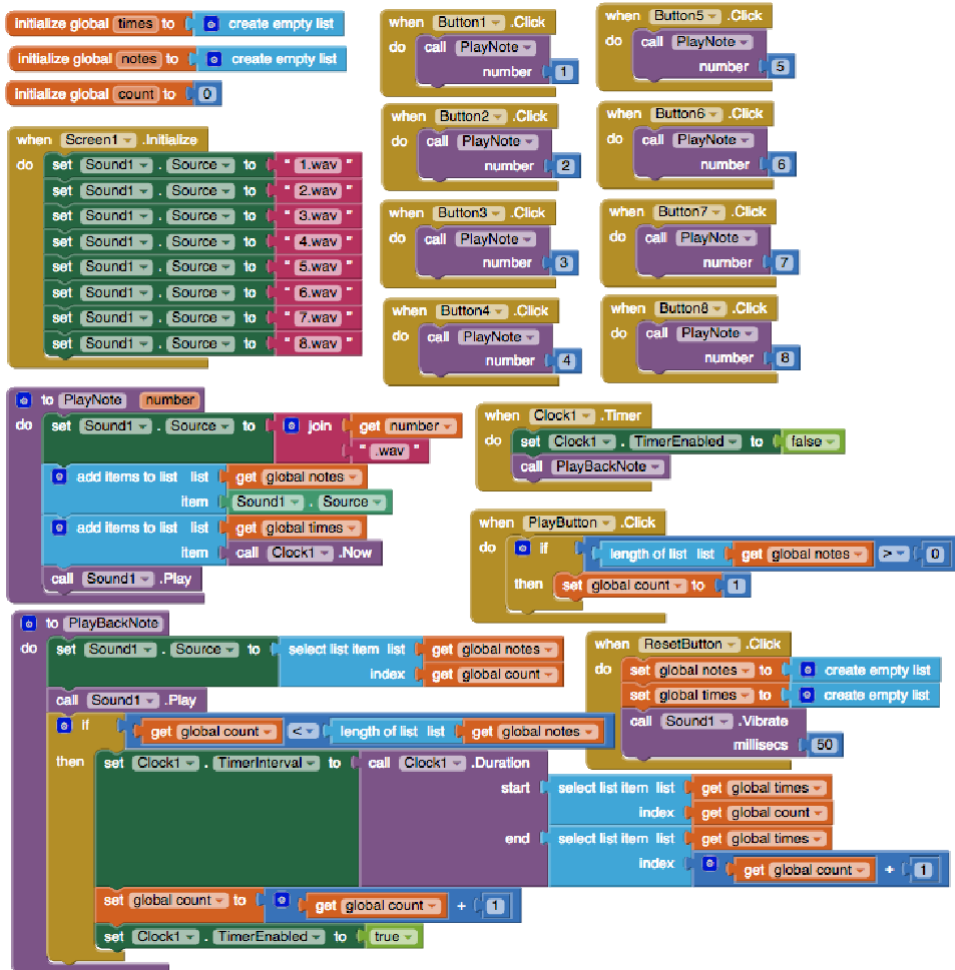 initialize global times to create empty list
initialize global notes to create empty list
initialize global count to 0
when Screen1 .Initialize
do set Sound1 . Source to " 1.wav "
set Sound1 . Source to " 2.wav "
set Sound1 . Source to " 3.wav "
set Sound1 . Source to " 4.wav "
set Sound1 . Source to " 5.wav "
set Sound1 . Source to " 6.wav "
set Sound1 . Source to " 7.wav "
set Sound1 . Source to " 8.wav "
when Button1 .Click
do call PlayNote
number 1
when Button2 .Click
do call PlayNote
number 2
when Button3 .Click
do call PlayNote
number 3
when Button4 .Click
do call PlayNote
number 4
when Button5 .Click
do call PlayNote
number 5
when Button6 .Click
do call PlayNote
number 6
when Button7 .Click
do call PlayNote
number 7
when Button8 .Click
do call PlayNote
number 8
to PlayNote number
do set Sound1 . Source to join get number
" .wav "
add items to list list get global notes
item Sound1 . Source
add items to list list get global times
item call Clock1 .Now
call Sound1 .Play
when Clock1 .Timer
do set Clock1 . TimerEnabled to false
call PlayBackNote
when PlayButton .Click
do if length of list list get global notes > 0
then set global count to 1
to PlayBackNote
do set Sound1 . Source to select list item list get global notes
index get global count
call Sound1 .Play
if get global count < length of list list get global notes
then set Clock1 . TimerInterval to call Clock1 .Duration
start select list item list get global times
index get global count
end select list item list get global times
index get global count + 1
set global count to get global count + 1
set Clock1 . TimerEnabled to true
when ResetButton .Click
do set global notes to create empty list
set global times to create empty list
call Sound1 .Vibrate
millisecs 50